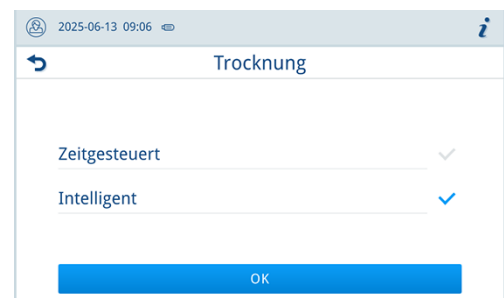 2025-06-13 09:06
i
Trocknung
Zeitgesteuert
Intelligent
OK